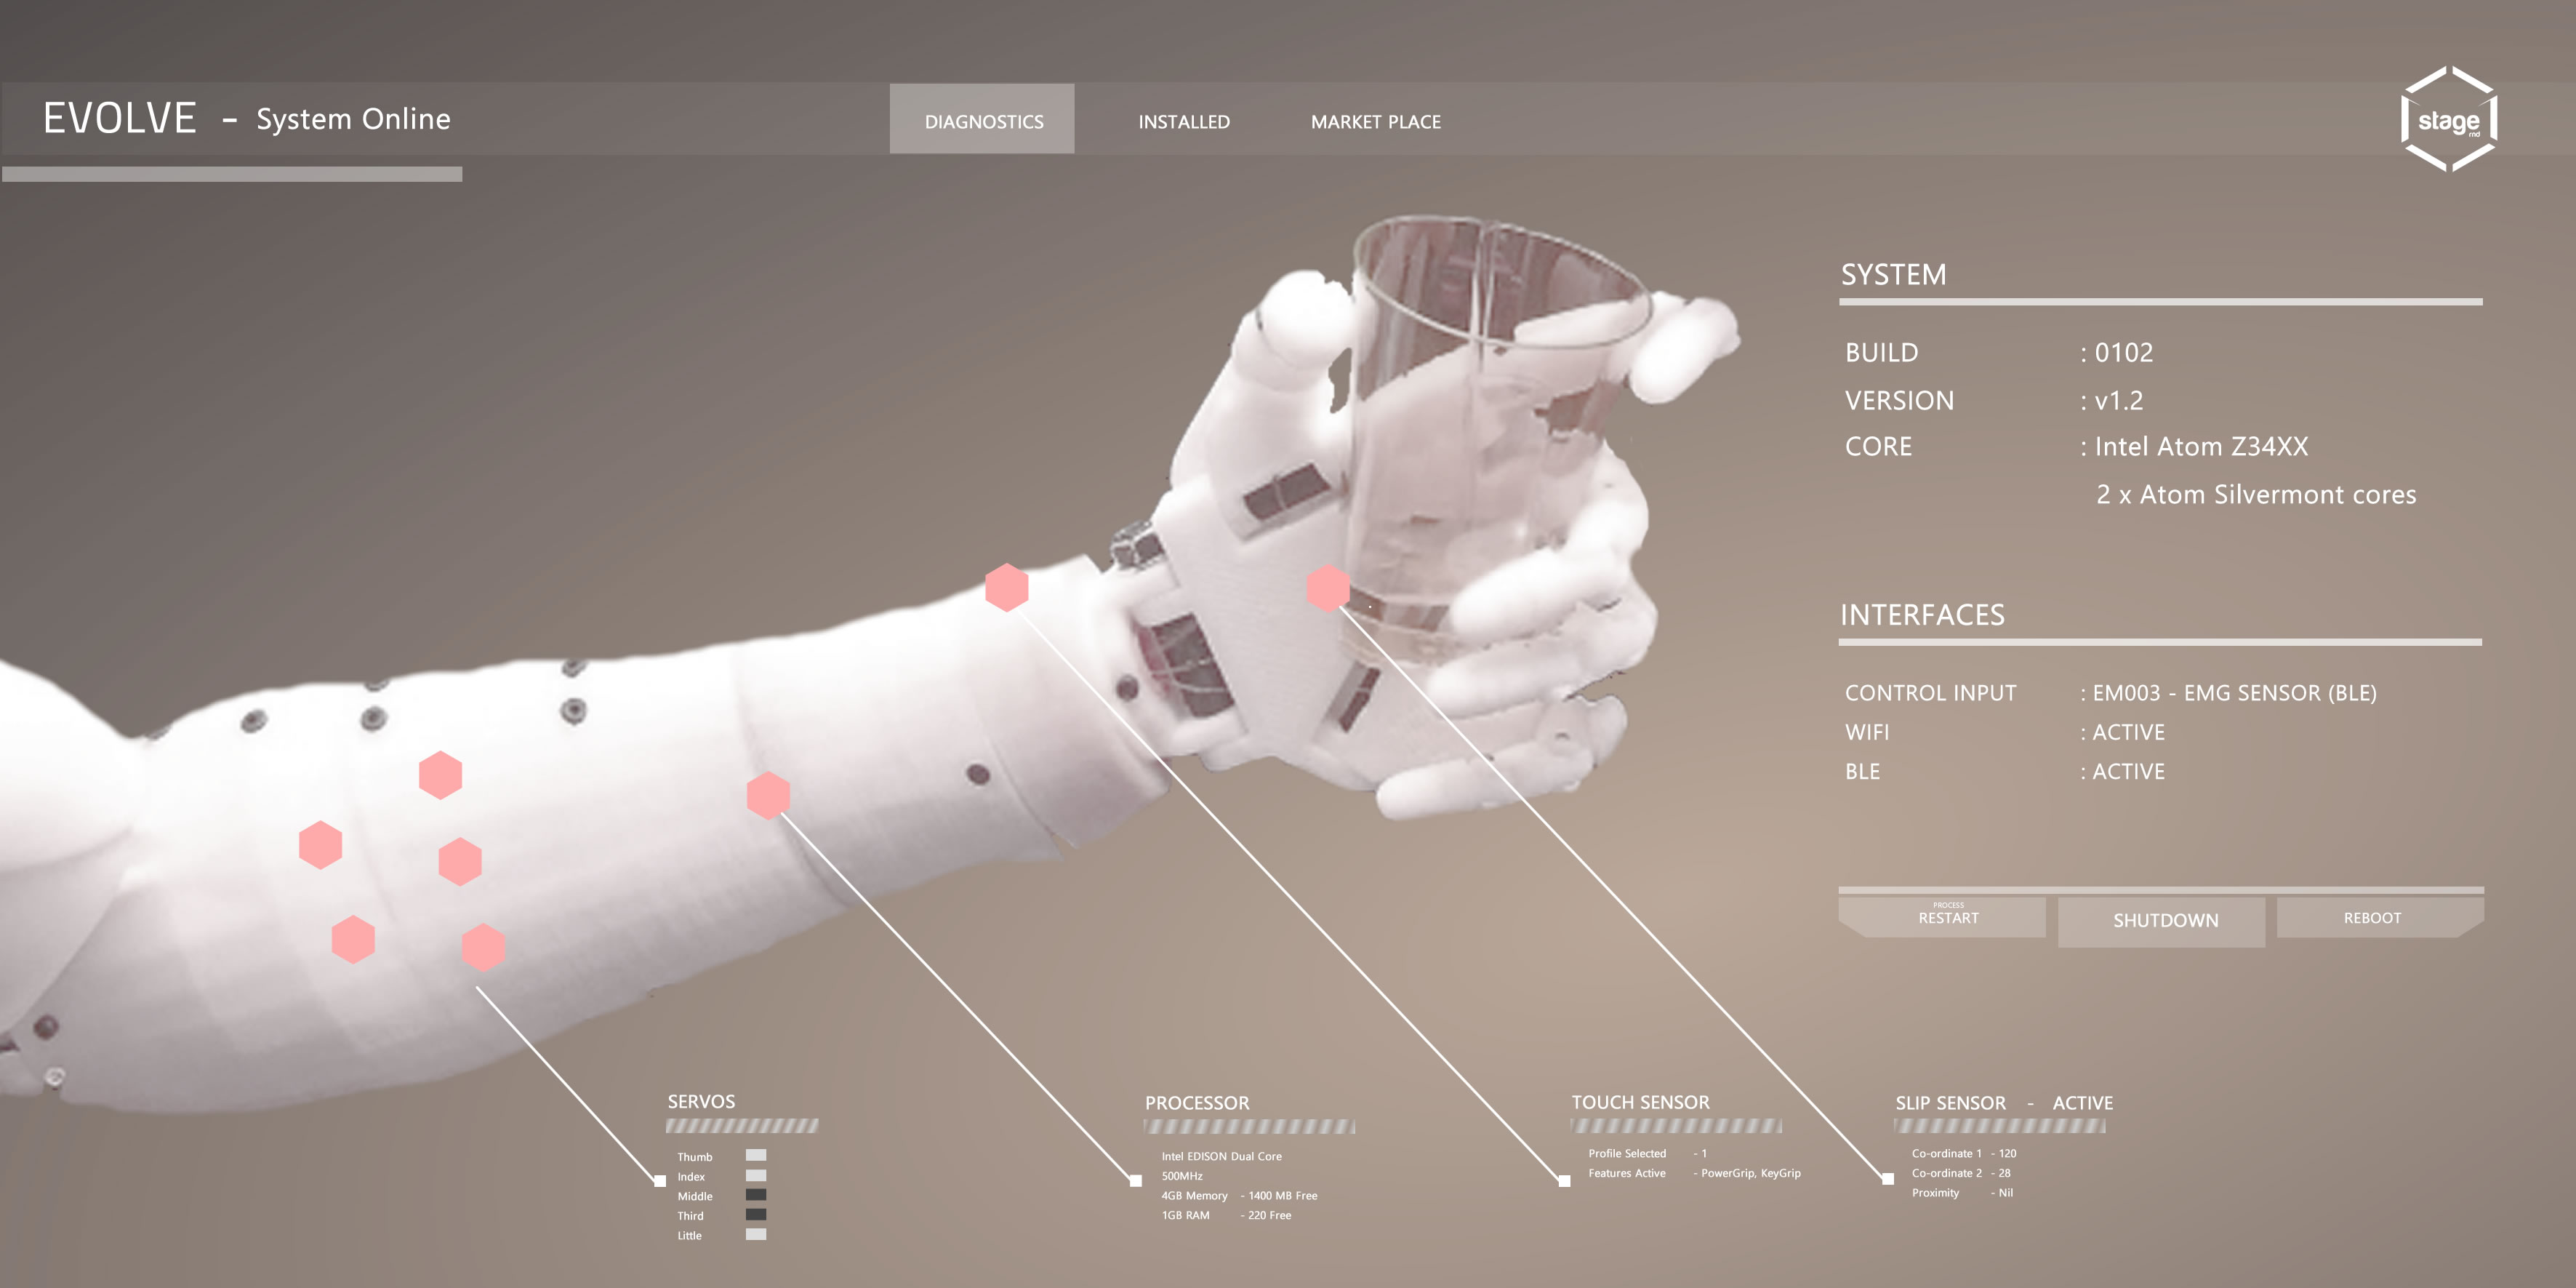 EVOLVE - System Online
DIAGNOSTICS
INSTALLED
MARKET PLACE
stage
rnd
SYSTEM
BUILD : 0102
VERSION : v1.2
CORE : Intel Atom Z34XX
2 x Atom Silvermont cores
INTERFACES
CONTROL INPUT : EM003 - EMG SENSOR (BLE)
WIFI : ACTIVE
BLE : ACTIVE
PROCESS
RESTART
SHUTDOWN
REBOOT
SERVOS
Thumb
Index
Middle
Third
Little
PROCESSOR
Intel EDISON Dual Core
500MHz
4GB Memory - 1400 MB Free
1GB RAM - 220 Free
TOUCH SENSOR
Profile Selected - 1
Features Active - PowerGrip, KeyGrip
SLIP SENSOR - ACTIVE
Co-ordinate 1 - 120
Co-ordinate 2 - 28
Proximity - Nil